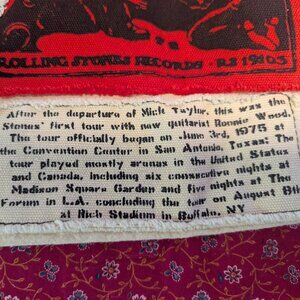 ROLLING STONES RECORDS - RS 19103
After the departure of Mick Taylor, this was the
Stones' first tour with new guitarist Ronnie Wood.
The tour officially began on June 3rd, 1975 at
the Convention Center in San Antonio, Texas; The
tour played mostly arenas in the United States
and Canada, including six consecutive nights at
Madison Square Garden and five nights at The
Forum in L.A. concluding the tour on August 8th
at Rich Stadium in Buffalo, NY